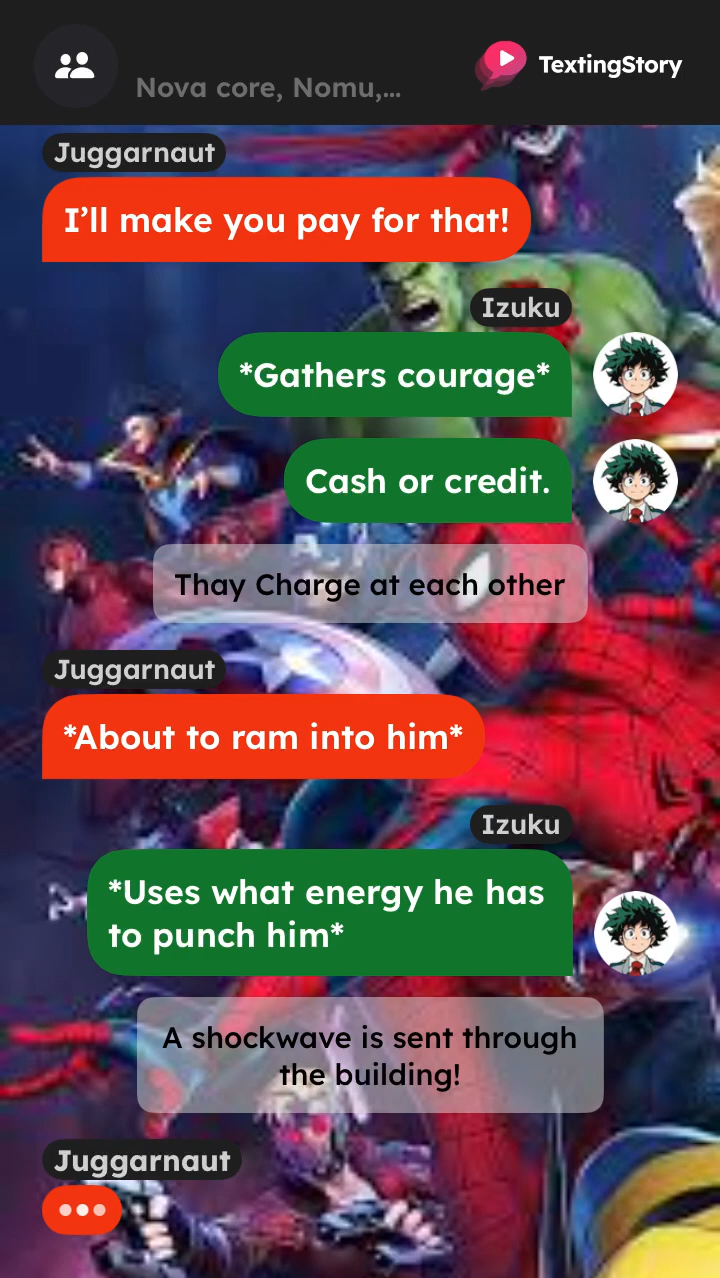 Nova core, Nomu,...
TextingStory
Juggarnaut
I'll make you pay for that!
Izuku
*Gathers courage*
Cash or credit.
Thay Charge at each other
Juggarnaut
*About to ram into him*
Izuku
*Uses what energy he has
to punch him*
A shockwave is sent through
the building!
Juggarnaut